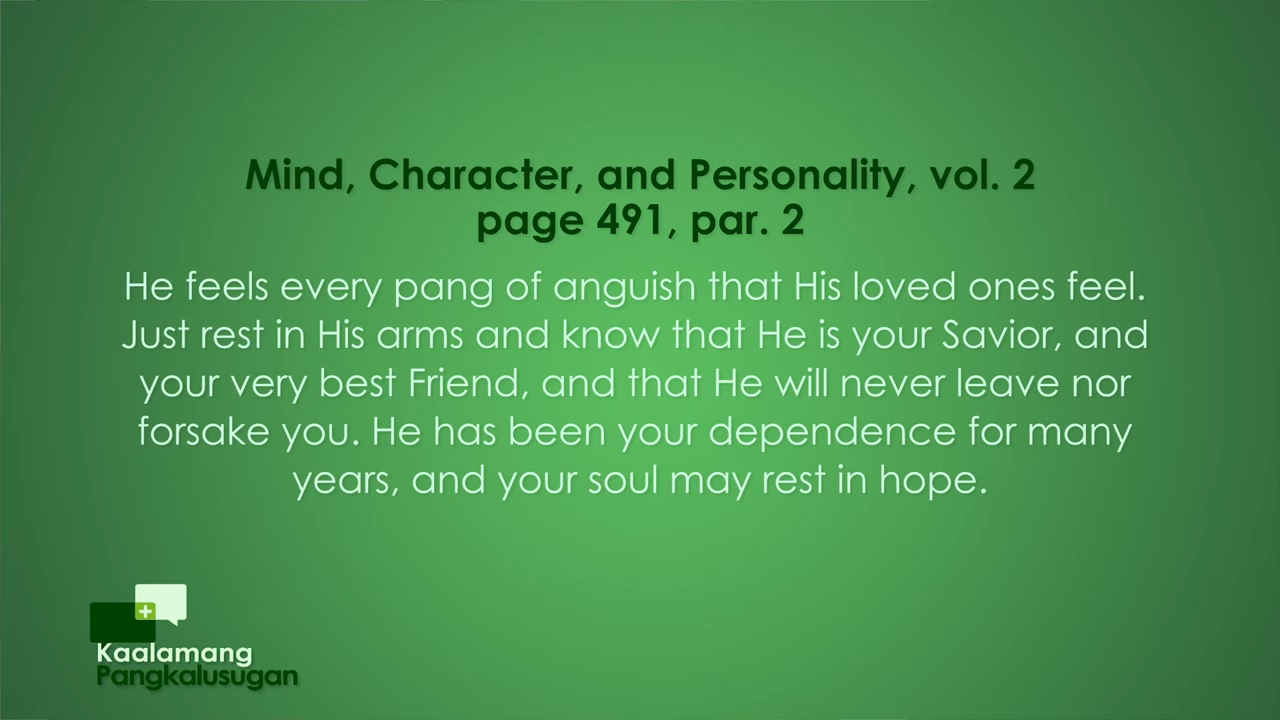 Mind, Character, and Personality, vol. 2
page 491, par. 2
He feels every pang of anguish that His loved ones feel.
Just rest in His arms and know that He is your Savior, and
your very best Friend, and that He will never leave nor
forsake you. He has been your dependence for many
years, and your soul may rest in hope.
Kaalamang
Pangkalusugan